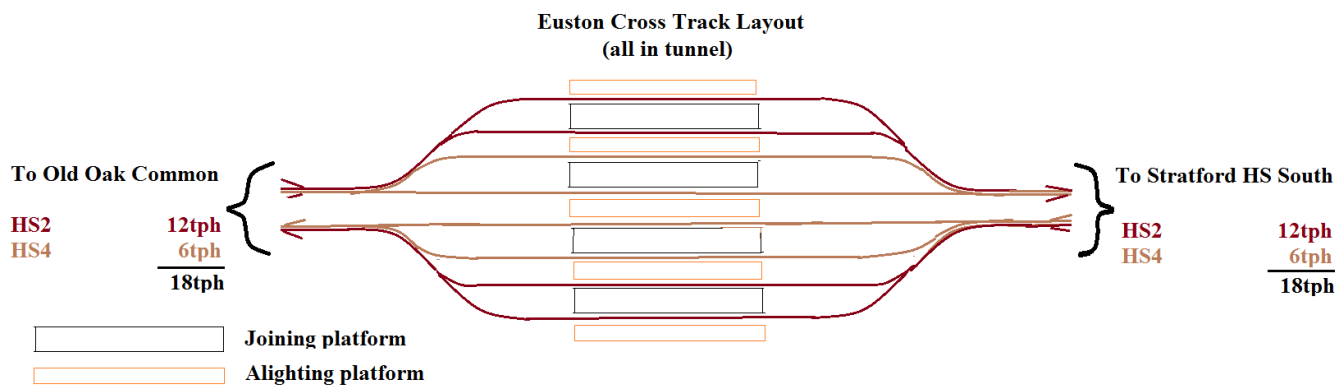 Euston Cross Track Layout
(all in tunnel)
To Old Oak Common
HS2 12tph
HS4 6tph
18tph
To Stratford HS South
HS2 12tph
HS4 6tph
18tph
Joining platform
Alighting platform